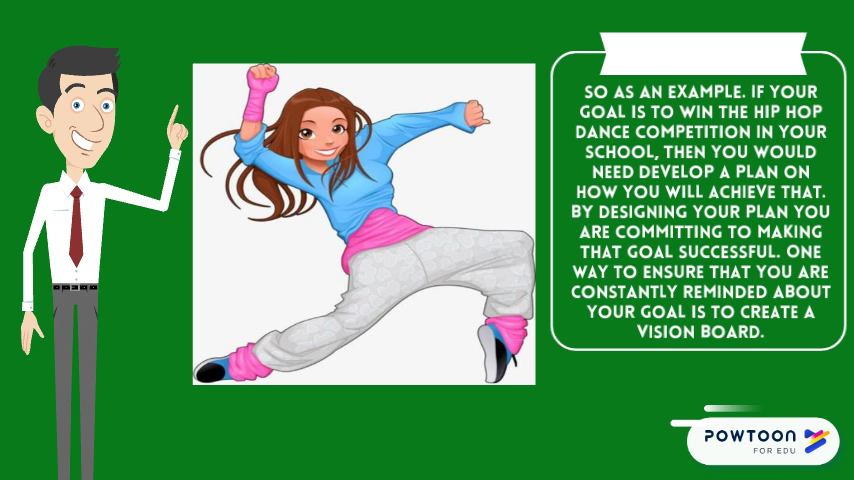 SO AS AN EXAMPLE. IF YOUR
GOAL IS TO WIN THE HIP HOP
DANCE COMPETITION IN YOUR
SCHOOL, THEN YOU WOULD
NEED DEVELOP A PLAN ON
HOW YOU WILL ACHIEVE THAT.
BY DESIGNING YOUR PLAN YOU
ARE COMMITTING TO MAKING
THAT GOAL SUCCESSFUL. ONE
WAY TO ENSURE THAT YOU ARE
CONSTANTLY REMINDED ABOUT
YOUR GOAL IS TO CREATE A
VISION BOARD.
POWTOON
FOR EDU